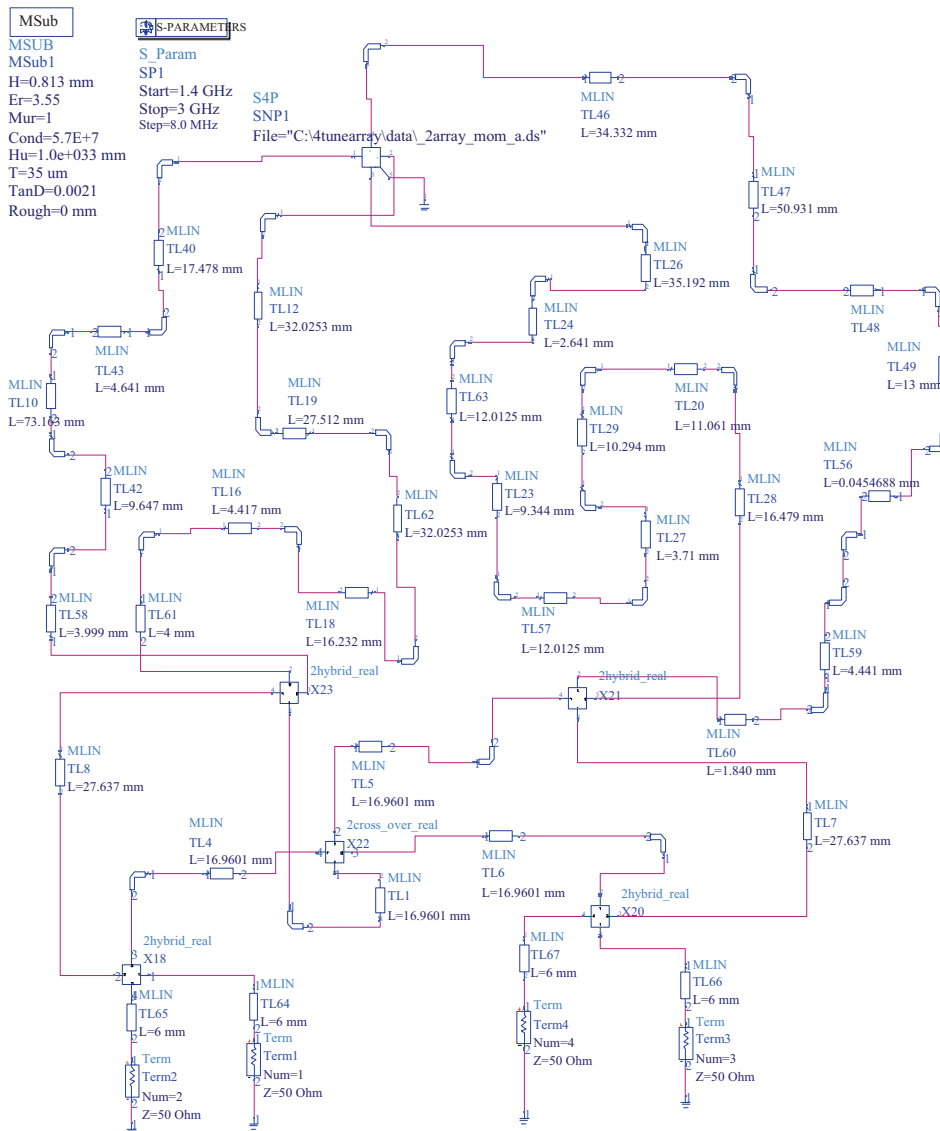 MSub
MSUB
MSub1
H=0.813 mm
Er=3.55
Mur=1
Cond=5.7E+7
Hu=1.0e+033 mm
T=35 um
TanD=0.0021
Rough=0 mm
S-PARAMETERS
S_Param
SP1
Start=1.4 GHz
Stop=3 GHz
Step=8.0 MHz
S4P
SNP1
File="C:\4tunearray\data\_2array_mom_a.ds"
MLIN
TL46
L=34.332 mm
MLIN
TL47
L=50.931 mm
MLIN
TL40
L=17.478 mm
MLIN
TL12
L=32.0253 mm
MLIN
TL26
L=35.192 mm
MLIN
TL24
L=2.641 mm
MLIN
TL48
MLIN
TL49
L=13 mm
MLIN
TL43
L=4.641 mm
MLIN
TL10
L=73.163 mm
MLIN
TL19
L=27.512 mm
MLIN
TL63
L=12.0125 mm
MLIN
TL29
L=10.294 mm
MLIN
TL20
L=11.061 mm
MLIN
TL56
L=0.0454688 mm
MLIN
TL42
L=9.647 mm
MLIN
TL16
L=4.417 mm
MLIN
TL62
L=32.0253 mm
MLIN
TL23
L=9.344 mm
MLIN
TL28
L=16.479 mm
MLIN
TL27
L=3.71 mm
MLIN
TL58
L=3.999 mm
MLIN
TL61
L=4 mm
MLIN
TL18
L=16.232 mm
MLIN
TL57
L=12.0125 mm
MLIN
TL59
L=4.441 mm
2hybrid_real
X23
2hybrid_real
X21
MLIN
TL60
L=1.840 mm
MLIN
TL8
L=27.637 mm
MLIN
TL5
L=16.9601 mm
MLIN
TL7
L=27.637 mm
MLIN
TL4
L=16.9601 mm
2cross_over_real
X22
MLIN
TL6
L=16.9601 mm
MLIN
TL1
L=16.9601 mm
2hybrid_real
X20
2hybrid_real
X18
MLIN
TL67
L=6 mm
MLIN
TL66
L=6 mm
MLIN
TL65
L=6 mm
MLIN
TL64
L=6 mm
Term
Term4
Num=4
Z=50 Ohm
Term
Term3
Num=3
Z=50 Ohm
Term
Term1
Num=1
Z=50 Ohm
Term
Term2
Num=2
Z=50 Ohm